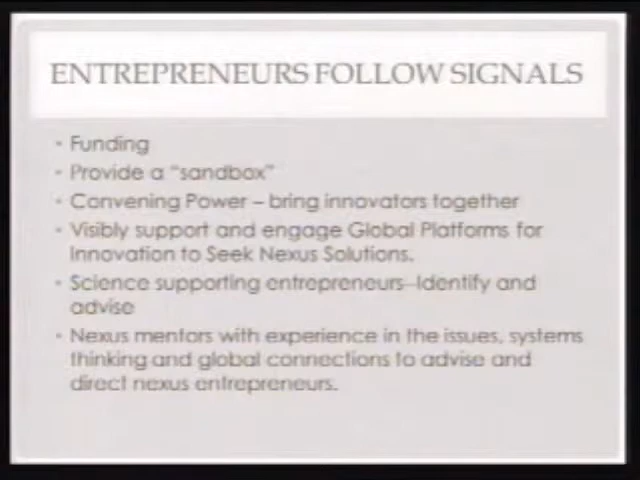 ENTREPRENEURS FOLLOW SIGNALS
• Funding
• Provide a "sandbox"
• Convening Power – bring innovators together
• Visibly support and engage Global Platforms for
Innovation to Seek Nexus Solutions.
• Science supporting entrepreneurs--Identify and
advise
• Nexus mentors with experience in the issues, systems
thinking and global connections to advise and
direct nexus entrepreneurs.